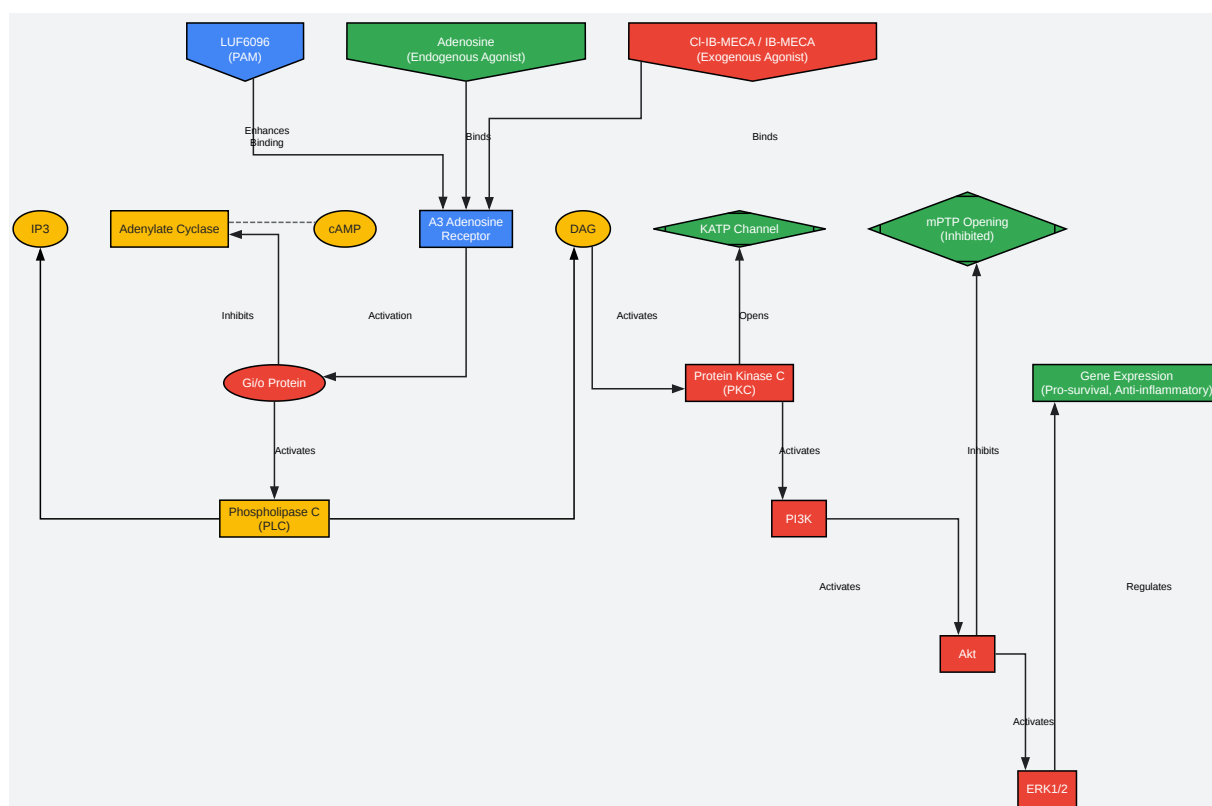 LUF6096
(PAM)
Adenosine
(Endogenous Agonist)
Cl-IB-MECA / IB-MECA
(Exogenous Agonist)
Enhances
Binding
Binds
Binds
IP3
Adenylate Cyclase
cAMP
A3 Adenosine
Receptor
DAG
KATP Channel
mPTP Opening
(Inhibited)
Inhibits
Activation
Activates
Opens
Gi/o Protein
Protein Kinase C
(PKC)
Gene Expression
(Pro-survival, Anti-inflammatory)
Activates
Activates
Inhibits
Phospholipase C
(PLC)
PI3K
Activates
Regulates
Akt
Activates
ERK1/2